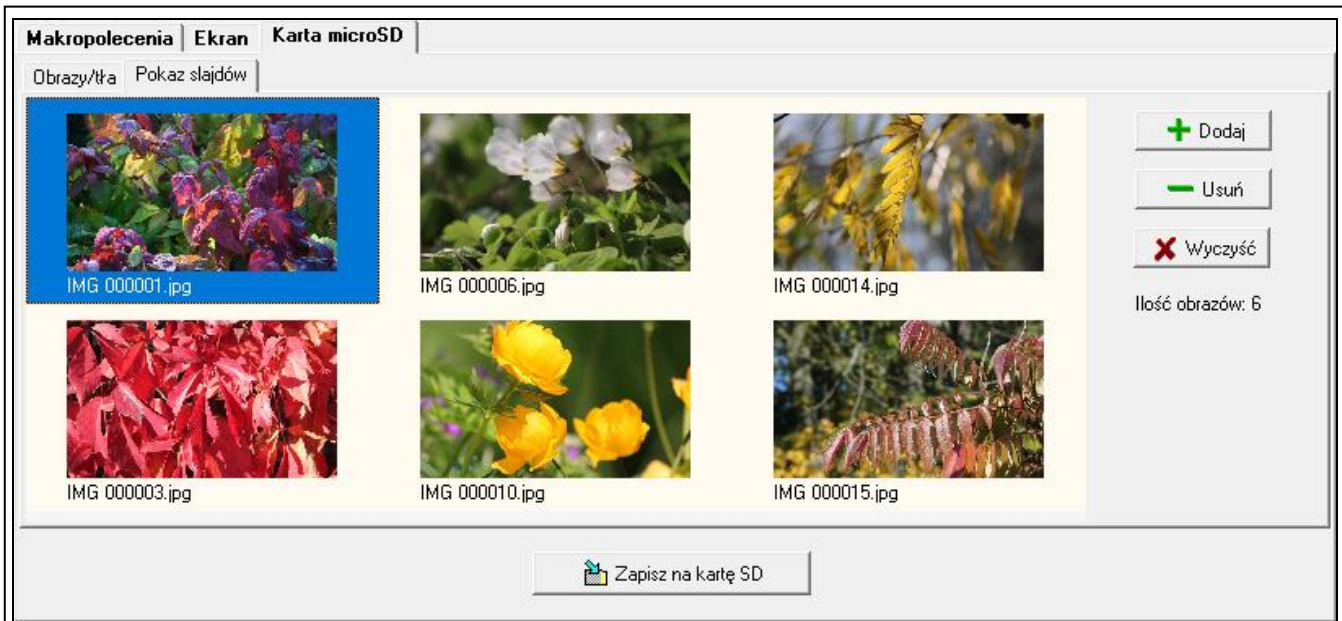 Makropolecenia Ekran Karta microSD
Obrazy/tła Pokaz slajdów
IMG 000001.jpg
IMG 000006.jpg
IMG 000014.jpg
IMG 000003.jpg
IMG 000010.jpg
IMG 000015.jpg
Dodaj
Usuń
Wyczyść
Ilość obrazów: 6
Zapisz na kartę SD